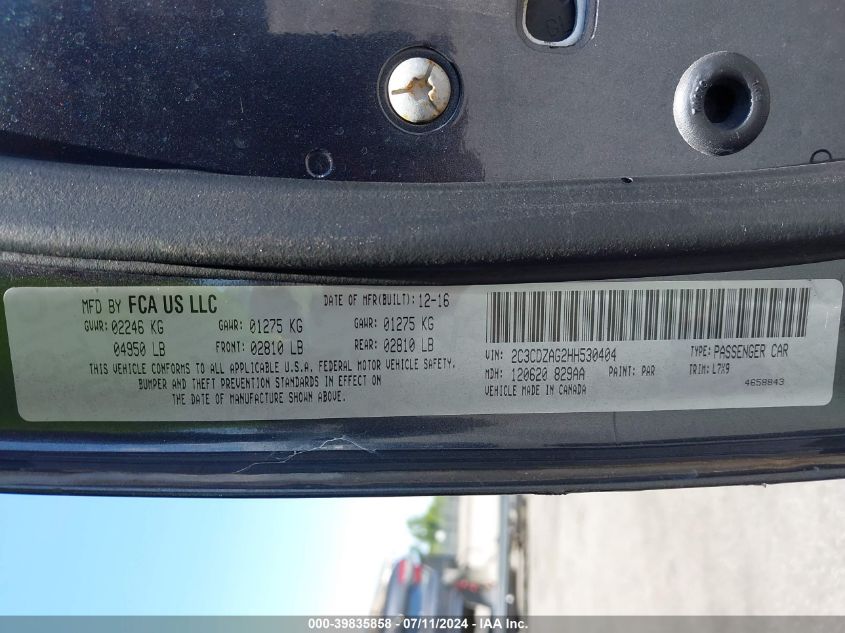 MFD BY FCA US LLC DATE OF MFR(BUILT): 12-16
GVWR: 02246 KG GAWR: 01275 KG GAWR: 01275 KG
04950 LB FRONT: 02810 LB REAR: 02810 LB
THIS VEHICLE CONFORMS TO ALL APPLICABLE U.S.A. FEDERAL MOTOR VEHICLE SAFETY,
BUMPER AND THEFT PREVENTION STANDARDS IN EFFECT ON
THE DATE OF MANUFACTURE SHOWN ABOVE.
VIN: 2C3CDZAG2HH530404 TYPE: PASSENGER CAR
MDH: 120620 829AA PAINT: PAR TRIM: L7X9
VEHICLE MADE IN CANADA 4658843
000-39835858 - 07/11/2024 - IAA Inc.